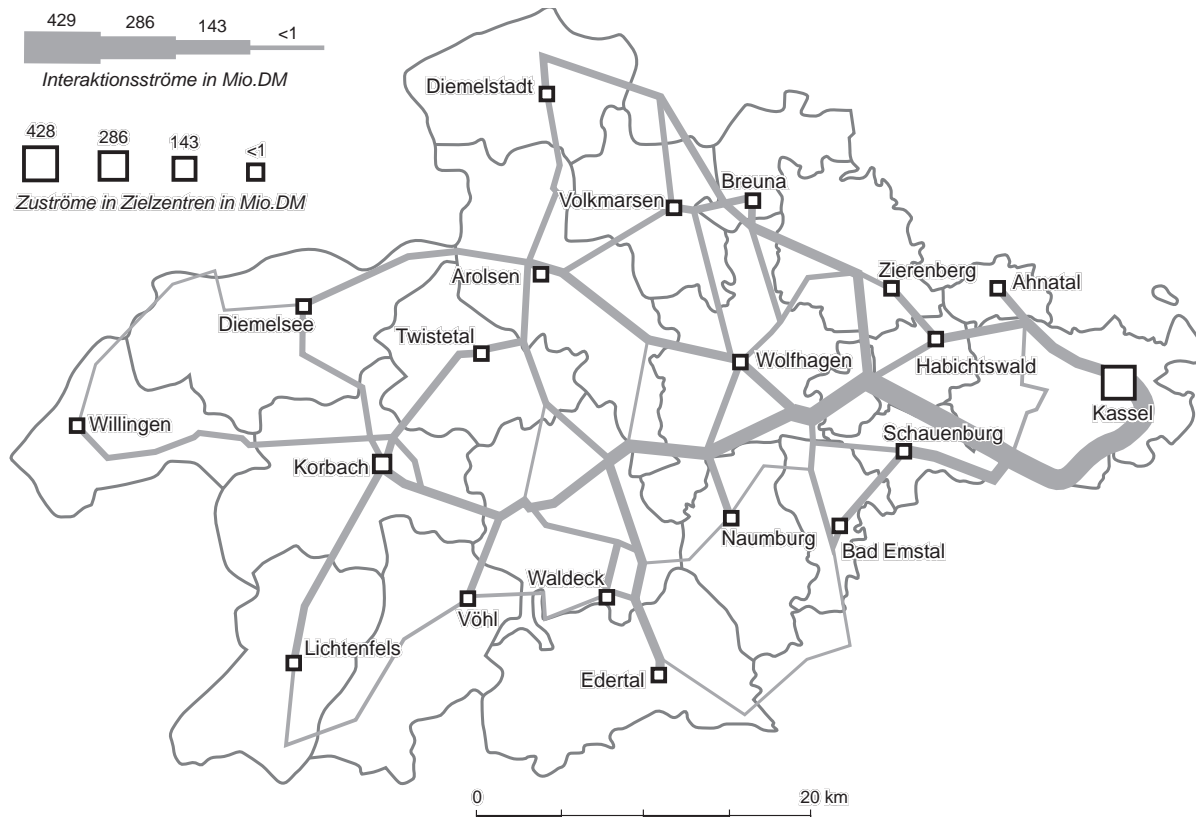 429 286 143 <1
Interaktionsströme in Mio.DM
428 286 143 <1
Zuströme in Zielzentren in Mio.DM
Diemelstadt
Breuna
Volkmarsen
Arolsen
Zierenberg
Ahnatal
Diemelsee
Twistetal
Wolfhagen
Habichtswald
Kassel
Willingen
Korbach
Schauenburg
Naumburg
Bad Emstal
Waldeck
Vöhl
Lichtenfels
Edertal
0 20 km